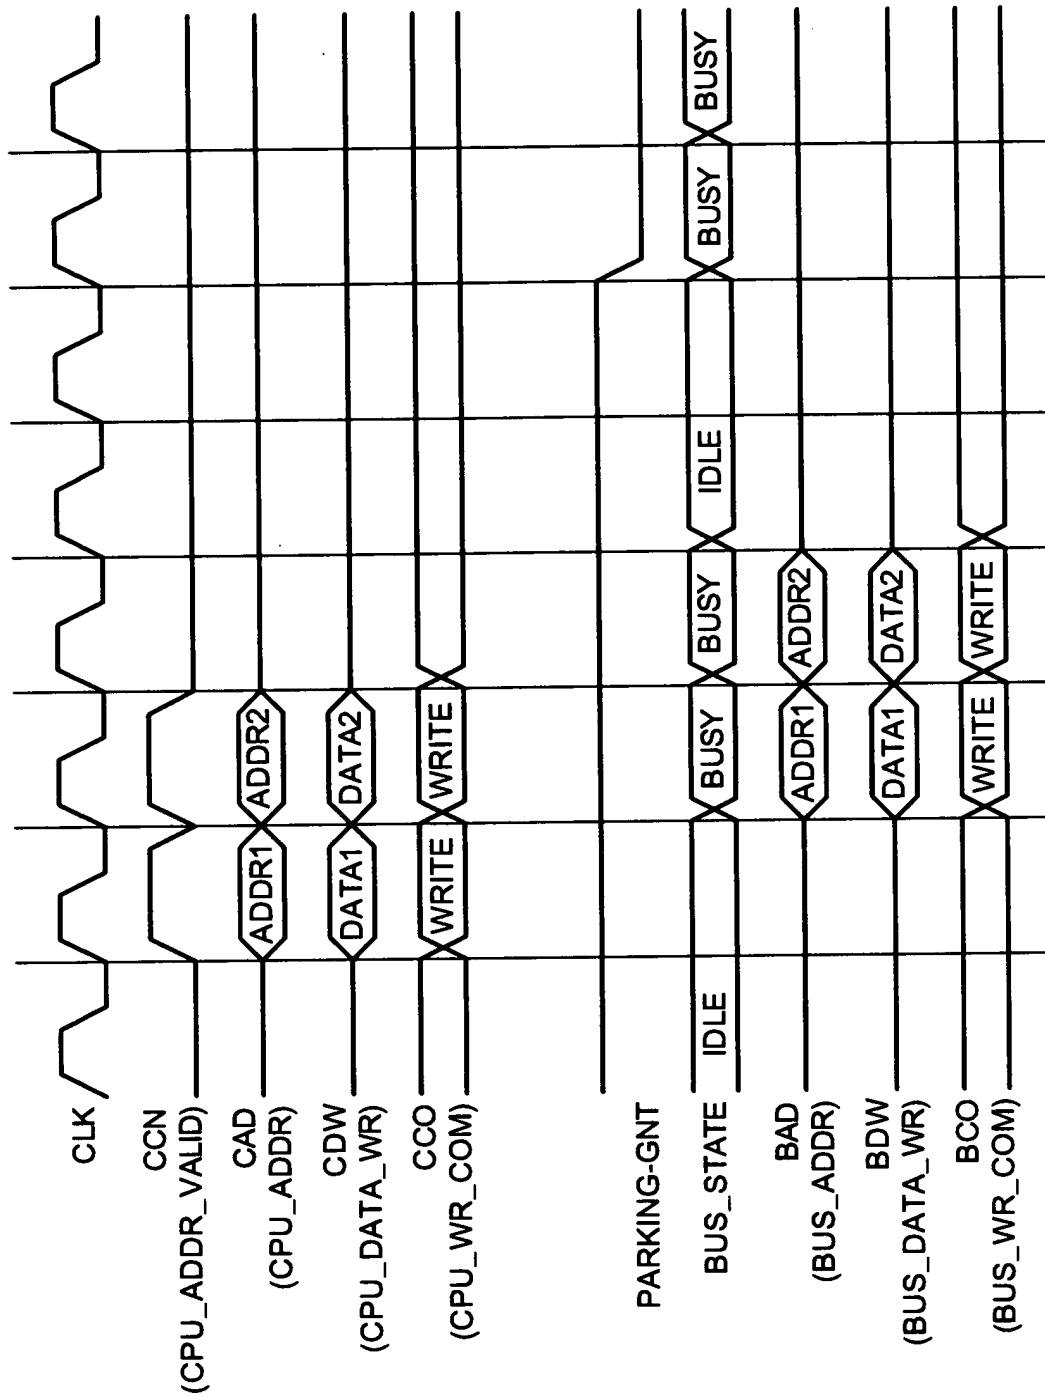 CLK
CCN
(CPU_ADDR_VALID)
CAD
(CPU_ADDR)
ADDR1 ADDR2
CDW
(CPU_DATA_WR)
DATA1 DATA2
CCO
(CPU_WR_COM)
WRITE WRITE
PARKING-GNT
BUS_STATE
IDLE BUSY BUSY IDLE BUSY BUSY
BAD
(BUS_ADDR)
ADDR1 ADDR2
BDW
(BUS_DATA_WR)
DATA1 DATA2
BCO
(BUS_WR_COM)
WRITE WRITE